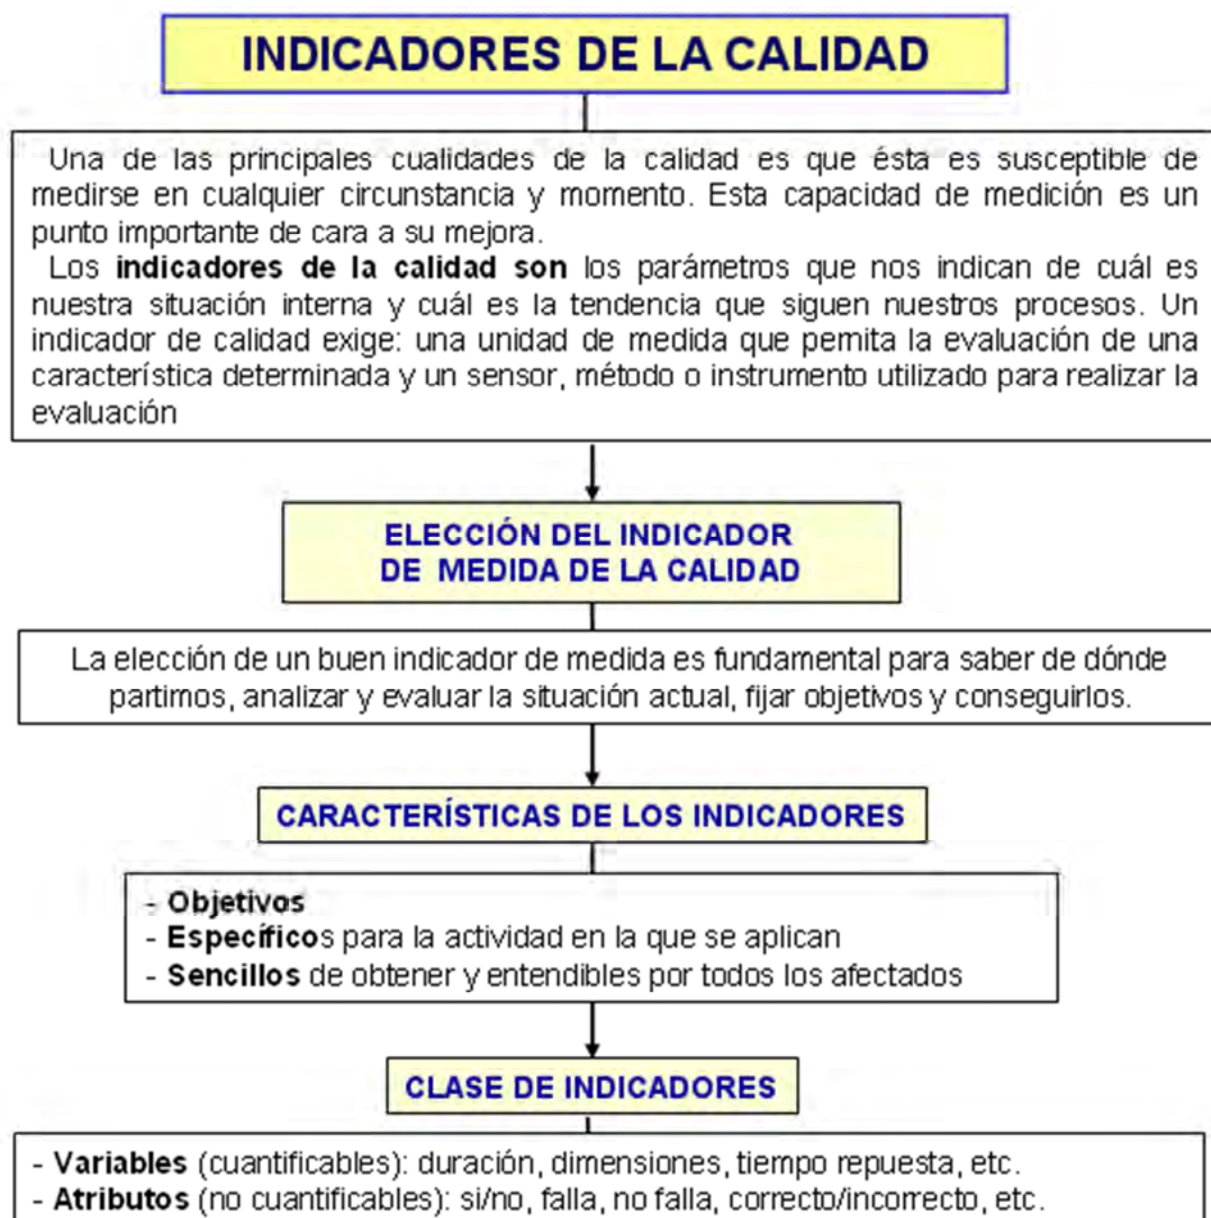 INDICADORES DE LA CALIDAD
Una de las principales cualidades de la calidad es que ésta es susceptible de
medirse en cualquier circunstancia y momento. Esta capacidad de medición es un
punto importante de cara a su mejora.
Los indicadores de la calidad son los parámetros que nos indican de cuál es
nuestra situación interna y cuál es la tendencia que siguen nuestros procesos. Un
indicador de calidad exige: una unidad de medida que permita la evaluación de una
característica determinada y un sensor, método o instrumento utilizado para realizar la
evaluación
ELECCIÓN DEL INDICADOR
DE MEDIDA DE LA CALIDAD
La elección de un buen indicador de medida es fundamental para saber de dónde
partimos, analizar y evaluar la situación actual, fijar objetivos y conseguirlos.
CARACTERÍSTICAS DE LOS INDICADORES
- Objetivos
- Específicos para la actividad en la que se aplican
- Sencillos de obtener y entendibles por todos los afectados
CLASE DE INDICADORES
- Variables (cuantificables): duración, dimensiones, tiempo repuesta, etc.
- Atributos (no cuantificables): si/no, falla, no falla, correcto/incorrecto, etc.